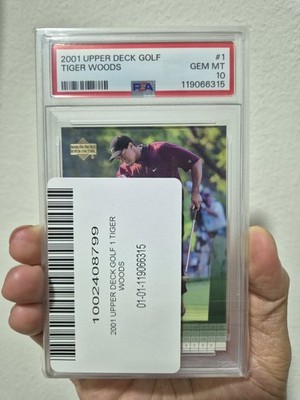 2001 UPPER DECK GOLF #1
TIGER WOODS GEM MT
10
PSA 119066315
1002408799
2001 UPPER DECK GOLF 1 TIGER
WOODS
01-01-119066315